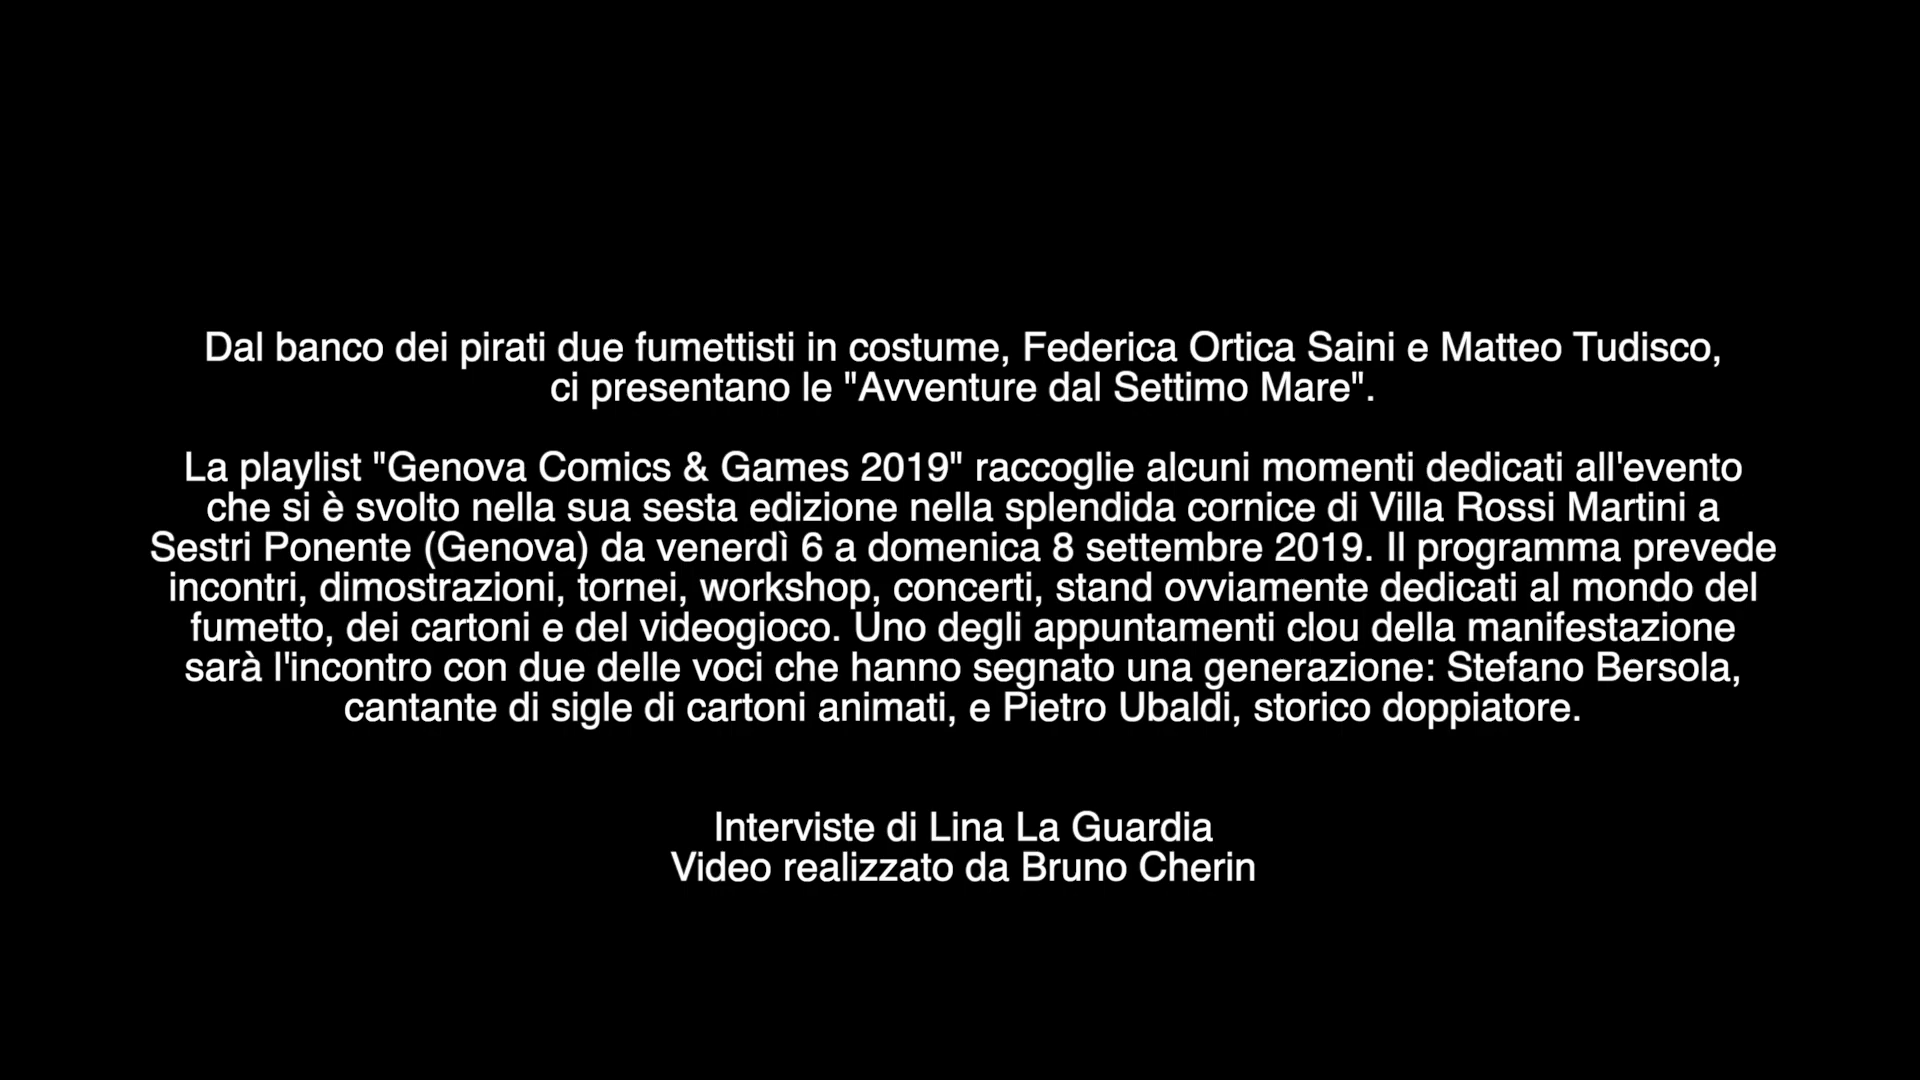 Dal banco dei pirati due fumettisti in costume, Federica Ortica Saini e Matteo Tudisco,
ci presentano le "Avventure dal Settimo Mare".
La playlist "Genova Comics & Games 2019" raccoglie alcuni momenti dedicati all'evento
che si è svolto nella sua sesta edizione nella splendida cornice di Villa Rossi Martini a
Sestri Ponente (Genova) da venerdì 6 a domenica 8 settembre 2019. Il programma prevede
incontri, dimostrazioni, tornei, workshop, concerti, stand ovviamente dedicati al mondo del
fumetto, dei cartoni e del videogioco. Uno degli appuntamenti clou della manifestazione
sarà l'incontro con due delle voci che hanno segnato una generazione: Stefano Bersola,
cantante di sigle di cartoni animati, e Pietro Ubaldi, storico doppiatore.
Interviste di Lina La Guardia
Video realizzato da Bruno Cherin